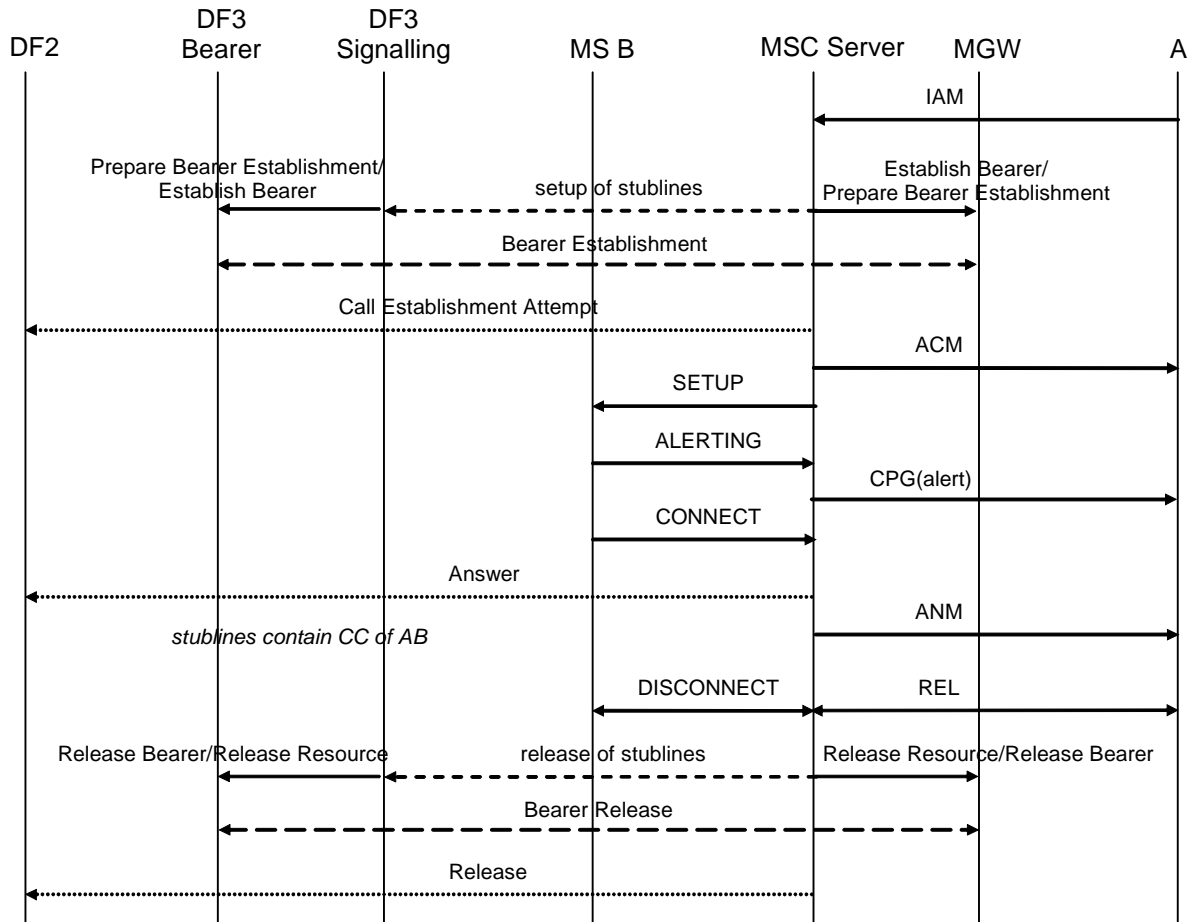 DF2
DF3
Bearer
DF3
Signalling
MS B
MSC Server
MGW
A
IAM
Prepare Bearer Establishment/
Establish Bearer
setup of stublines
Establish Bearer/
Prepare Bearer Establishment
Bearer Establishment
Call Establishment Attempt
ACM
SETUP
ALERTING
CPG(alert)
CONNECT
Answer
ANM
stublines contain CC of AB
DISCONNECT
REL
Release Bearer/Release Resource
release of stublines
Release Resource/Release Bearer
Bearer Release
Release